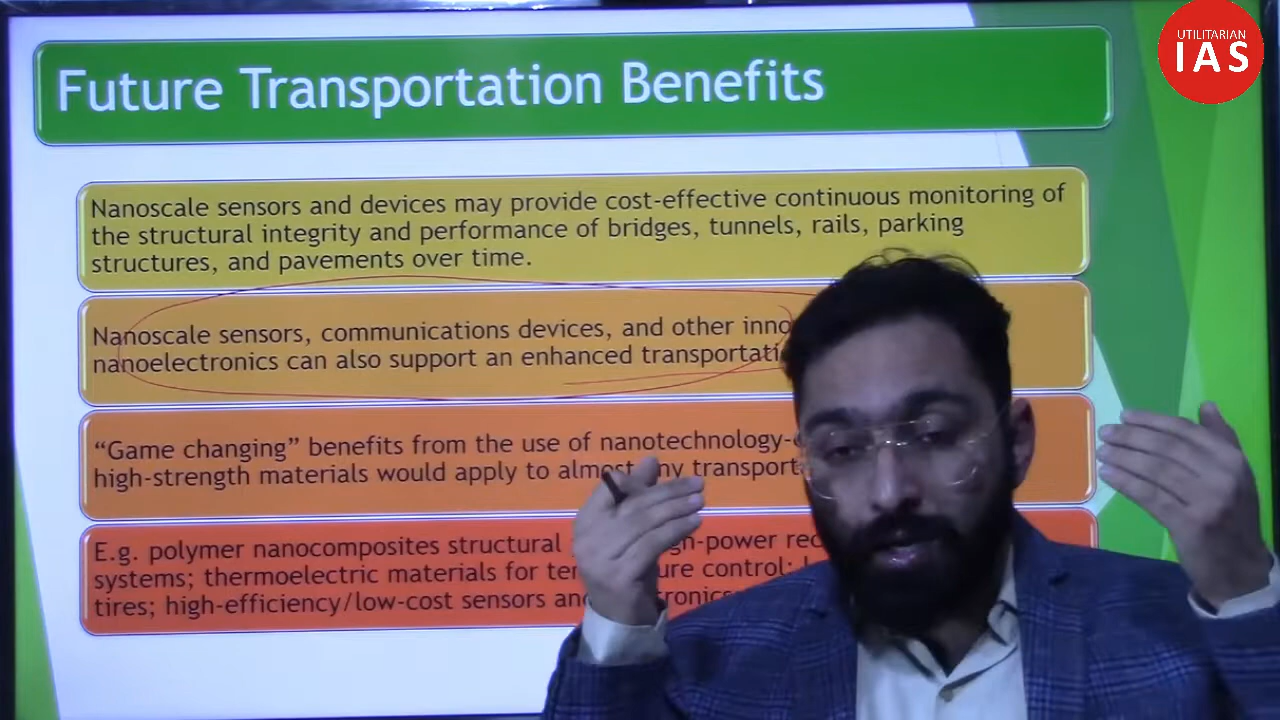 UTILITARIAN
IAS
Future Transportation Benefits
Nanoscale sensors and devices may provide cost-effective continuous monitoring of
the structural integrity and performance of bridges, tunnels, rails, parking
structures, and pavements over time.
Nanoscale sensors, communications devices, and other
nanoelectronics can also support an enhanced
“Game changing” benefits from the use of
high-strength materials would apply to almost
E.g. polymer nanocomposites structural
systems; thermoelectric materials for control;
tires; high-efficiency/low-cost sensors